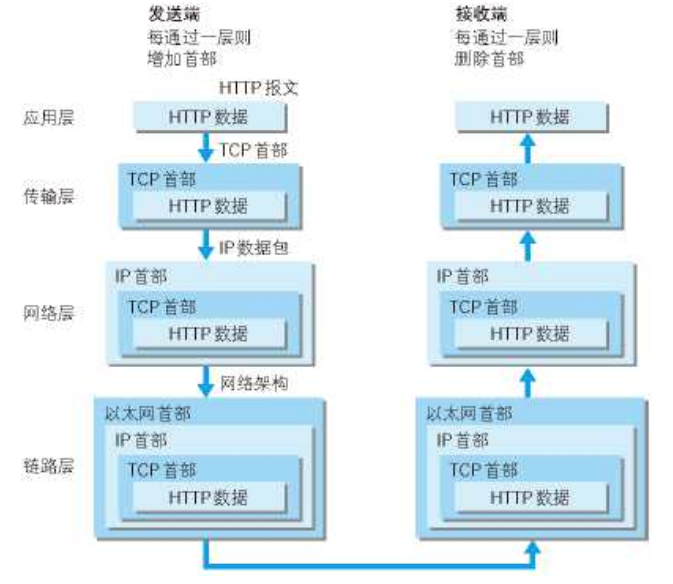 发送端
每通过一层则
增加首部
接收端
每通过一层则
删除首部
HTTP 报文
应用层
HTTP 数据
HTTP 数据
TCP 首部
传输层
TCP 首部
HTTP 数据
TCP 首部
HTTP 数据
IP 数据包
网络层
IP 首部
TCP 首部
HTTP 数据
IP 首部
TCP 首部
HTTP 数据
网络架构
链路层
以太网首部
IP 首部
TCP 首部
HTTP 数据
以太网首部
IP 首部
TCP 首部
HTTP 数据